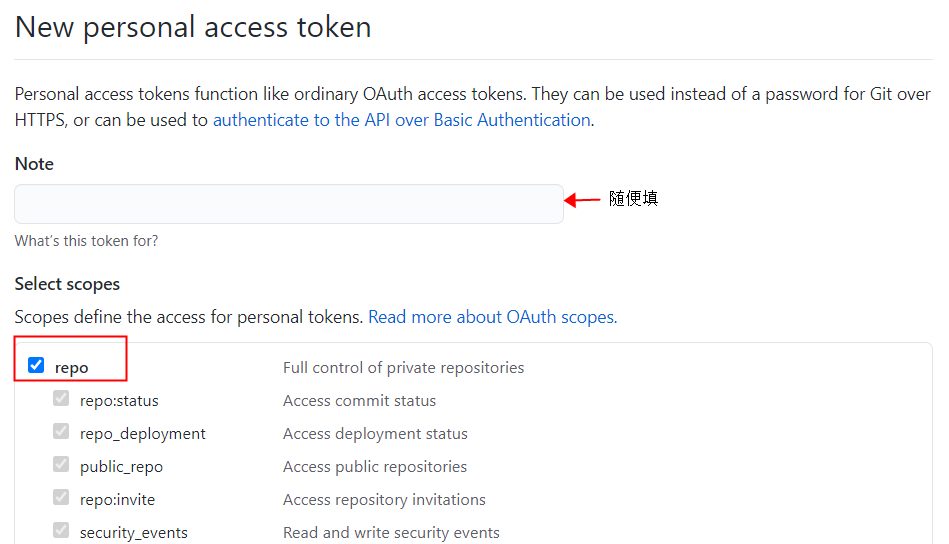 New personal access token
Personal access tokens function like ordinary OAuth access tokens. They can be used instead of a password for Git over
HTTPS, or can be used to authenticate to the API over Basic Authentication.
Note
随便填
What's this token for?
Select scopes
Scopes define the access for personal tokens. Read more about OAuth scopes.
repo Full control of private repositories
repo:status Access commit status
repo_deployment Access deployment status
public_repo Access public repositories
repo:invite Access repository invitations
security_events Read and write security events